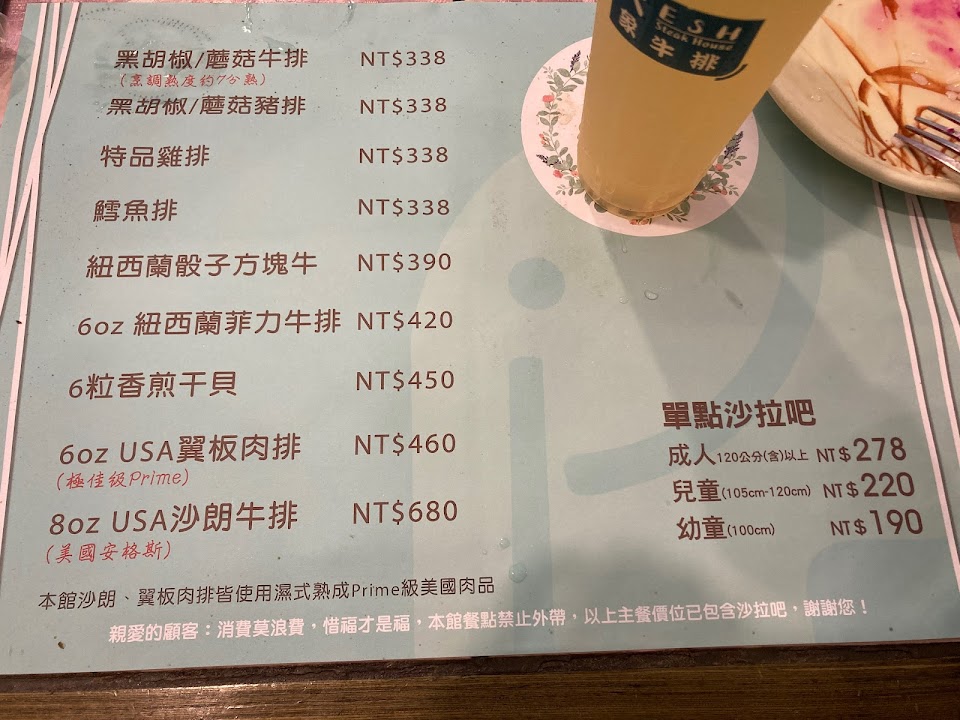 ESH
Steak House
家牛排
黑胡椒/蘑菇牛排 NT$338
(烹調熟度約7分熟)
黑胡椒/蘑菇豬排 NT$338
特品雞排 NT$338
鱈魚排 NT$338
紐西蘭骰子方塊牛 NT$390
6oz 紐西蘭菲力牛排 NT$420
6粒香煎干貝 NT$450
6oz USA翼板肉排 NT$460
(極佳級Prime)
8oz USA沙朗牛排 NT$680
(美國安格斯)
單點沙拉吧
成人120公分(含)以上 NT$278
兒童(105cm-120cm) NT$220
幼童(100cm) NT$190
本館沙朗、翼板肉排皆使用濕式熟成Prime級美國肉品
親愛的顧客：消費莫浪費，惜福才是福，本館餐點禁止外帶，以上主餐價位已包含沙拉吧，謝謝您！